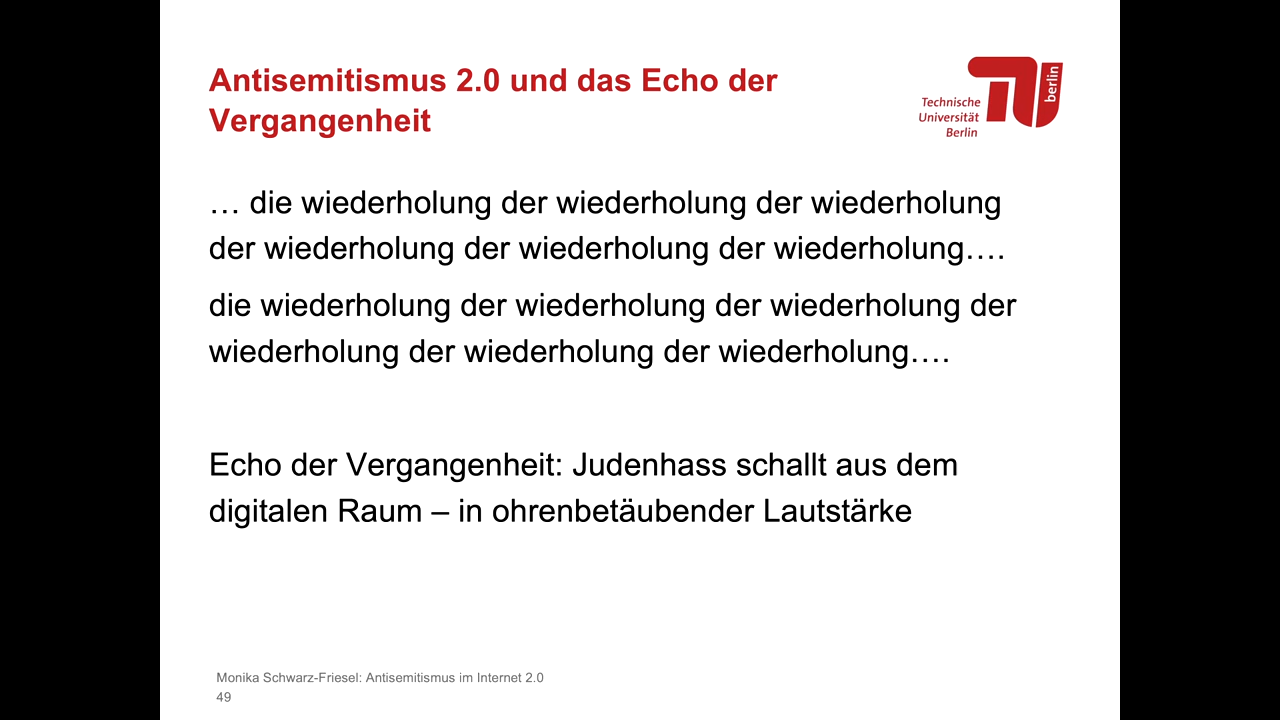 Antisemitismus 2.0 und das Echo der
Vergangenheit
Technische
Universität
Berlin
berlin
… die wiederholung der wiederholung der wiederholung
der wiederholung der wiederholung der wiederholung….
die wiederholung der wiederholung der wiederholung der
wiederholung der wiederholung der wiederholung….
Echo der Vergangenheit: Judenhass schallt aus dem
digitalen Raum – in ohrenbetäubender Lautstärke
Monika Schwarz-Friesel: Antisemitismus im Internet 2.0
49